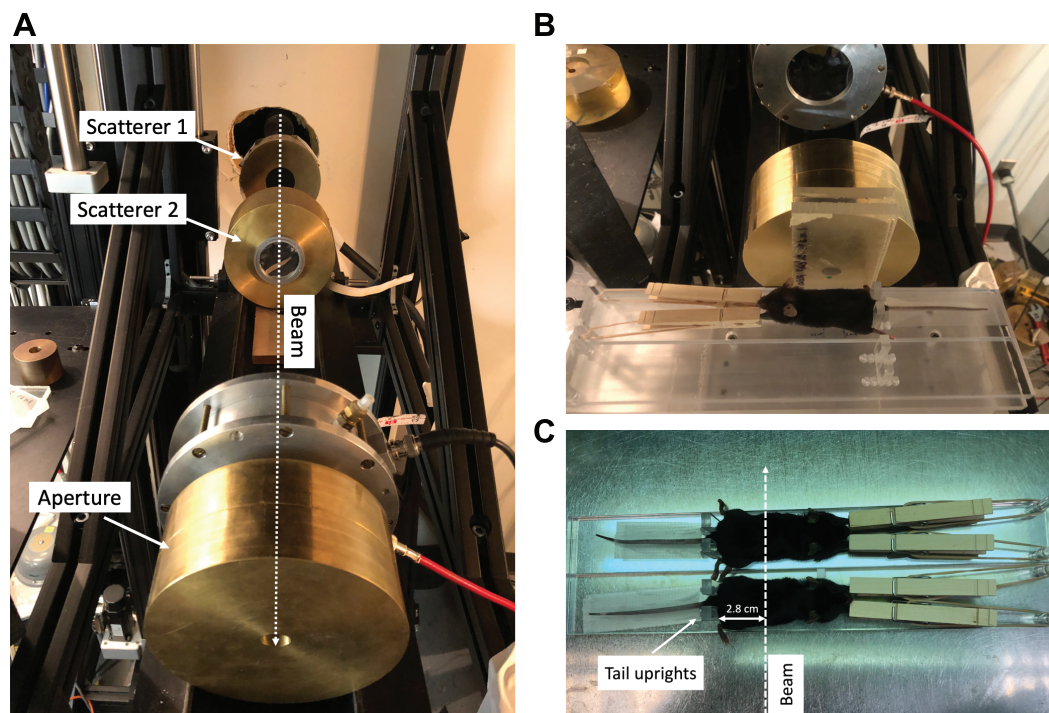 A
Scatterer 1
Scatterer 2
Beam
Aperture
B
C
2.8 cm
Tail uprights
Beam